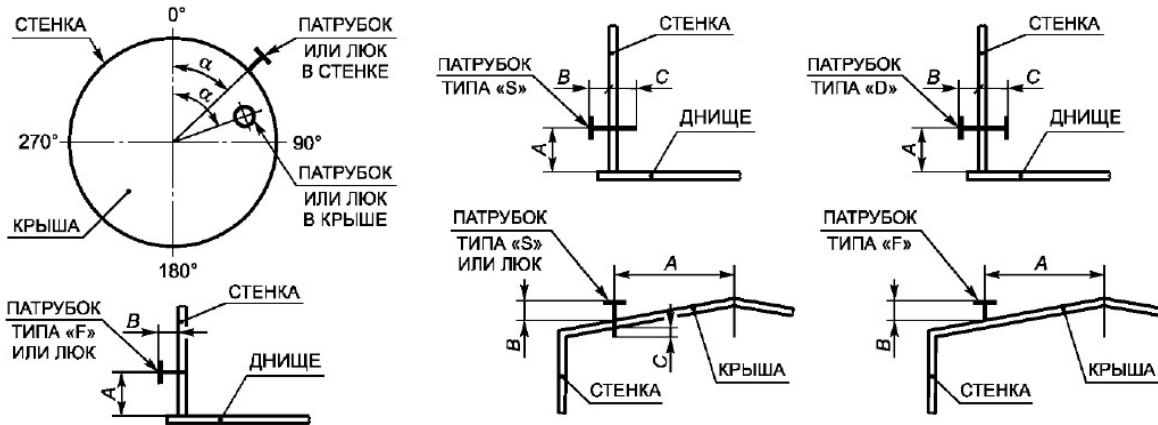 СТЕНКА
0°
ПАТРУБОК
ИЛИ ЛЮК
В СТЕНКЕ
α
α
270°
90°
ПАТРУБОК
ИЛИ ЛЮК
В КРЫШЕ
КРЫША
180°
ПАТРУБОК
ТИПА «F»
ИЛИ ЛЮК
B
СТЕНКА
A
ДНИЩЕ
СТЕНКА
ПАТРУБОК
ТИПА «S»
B
C
ДНИЩЕ
A
СТЕНКА
ПАТРУБОК
ТИПА «D»
B
C
ДНИЩЕ
A
ПАТРУБОК
ТИПА «S»
ИЛИ ЛЮК
A
B
C
КРЫША
СТЕНКА
ПАТРУБОК
ТИПА «F»
A
B
КРЫША
СТЕНКА